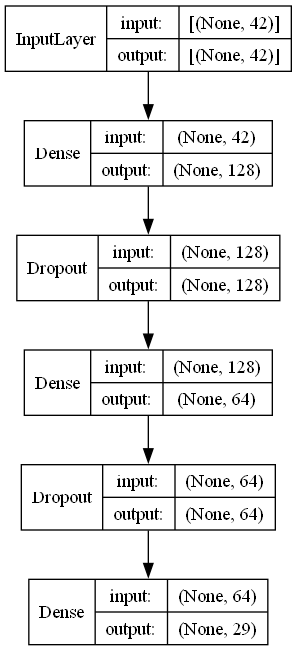 InputLayer
input: [(None, 42)]
output: [(None, 42)]
Dense
input: (None, 42)
output: (None, 128)
Dropout
input: (None, 128)
output: (None, 128)
Dense
input: (None, 128)
output: (None, 64)
Dropout
input: (None, 64)
output: (None, 64)
Dense
input: (None, 64)
output: (None, 29)